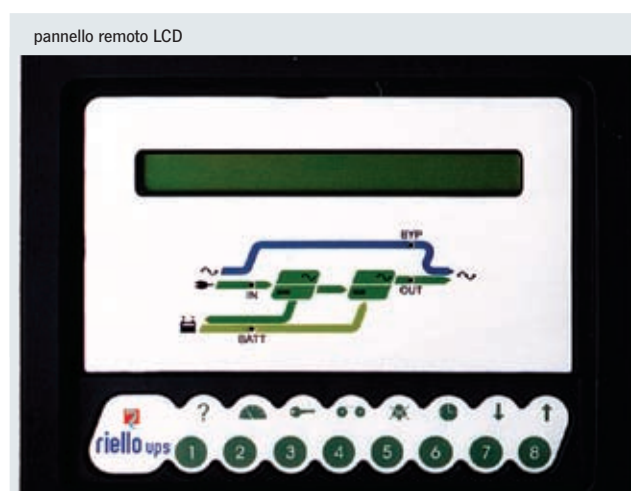 pannello remoto LCD
BYP
IN
OUT
BATT
?
riello ups 1 2 3 4 5 6 7 8